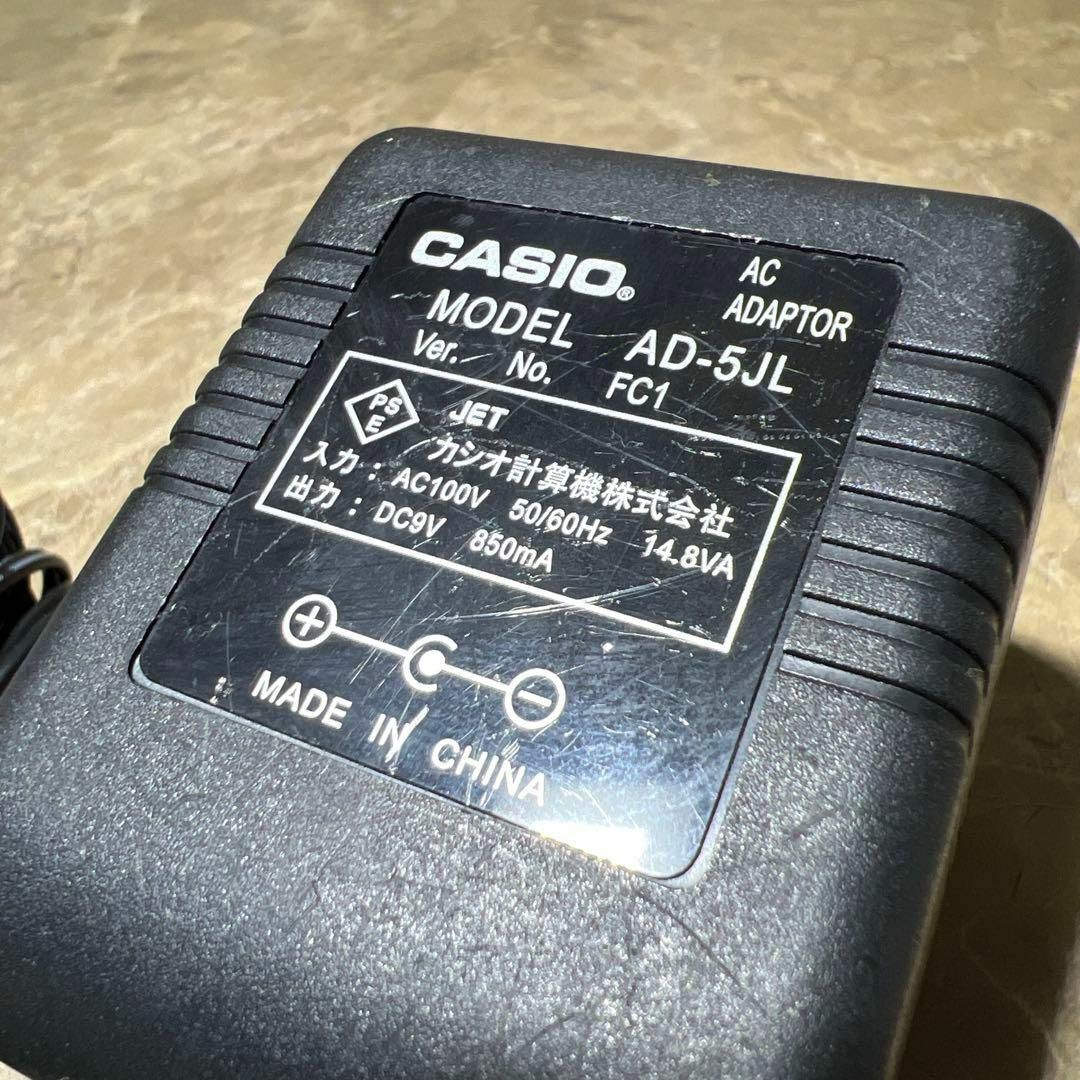 CASIO®
AC
ADAPTOR
MODEL AD-5JL
Ver. No. FC1
PS
E
JET
カシオ計算機株式会社
入力：AC100V 50/60Hz 14.8VA
出力：DC9V 850mA
+ −
MADE IN CHINA